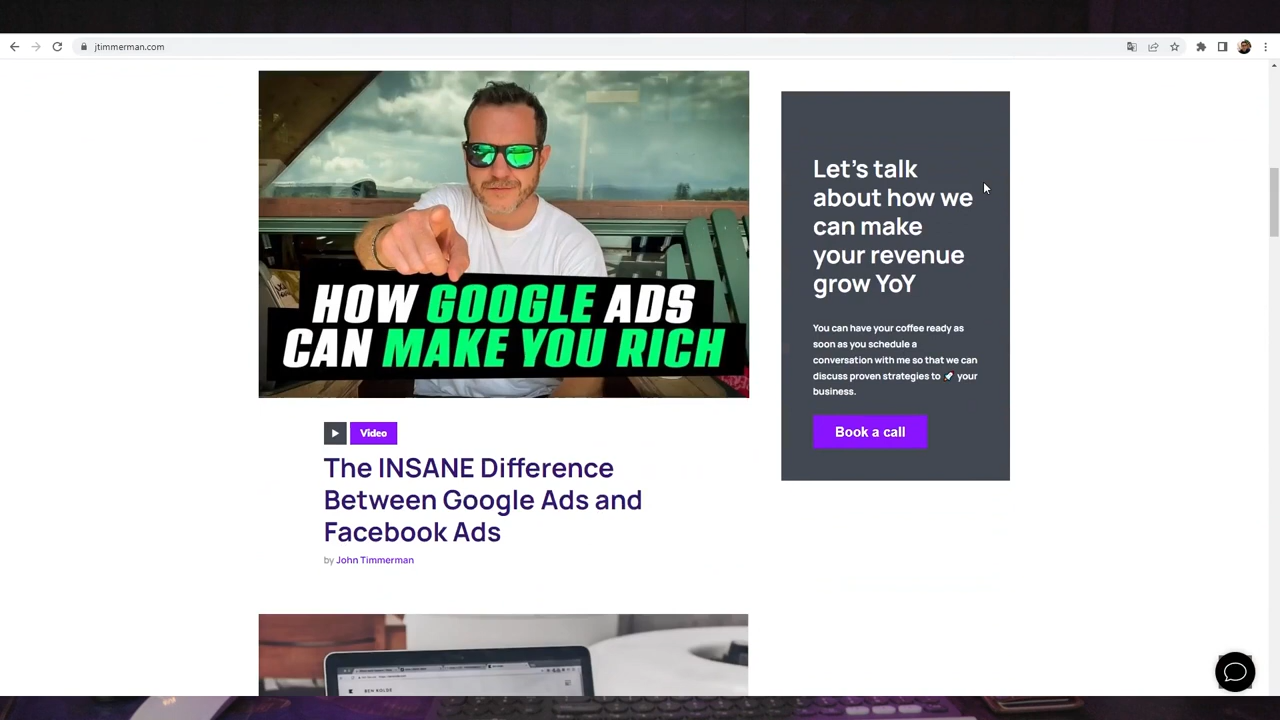 jtimmerman.com
HOW GOOGLE ADS
CAN MAKE YOU RICH
Video
The INSANE Difference
Between Google Ads and
Facebook Ads
by John Timmerman
Let's talk
about how we
can make
your revenue
grow YoY
You can have your coffee ready as
soon as you schedule a
conversation with me so that we can
discuss proven strategies to 🚀 your
business.
Book a call